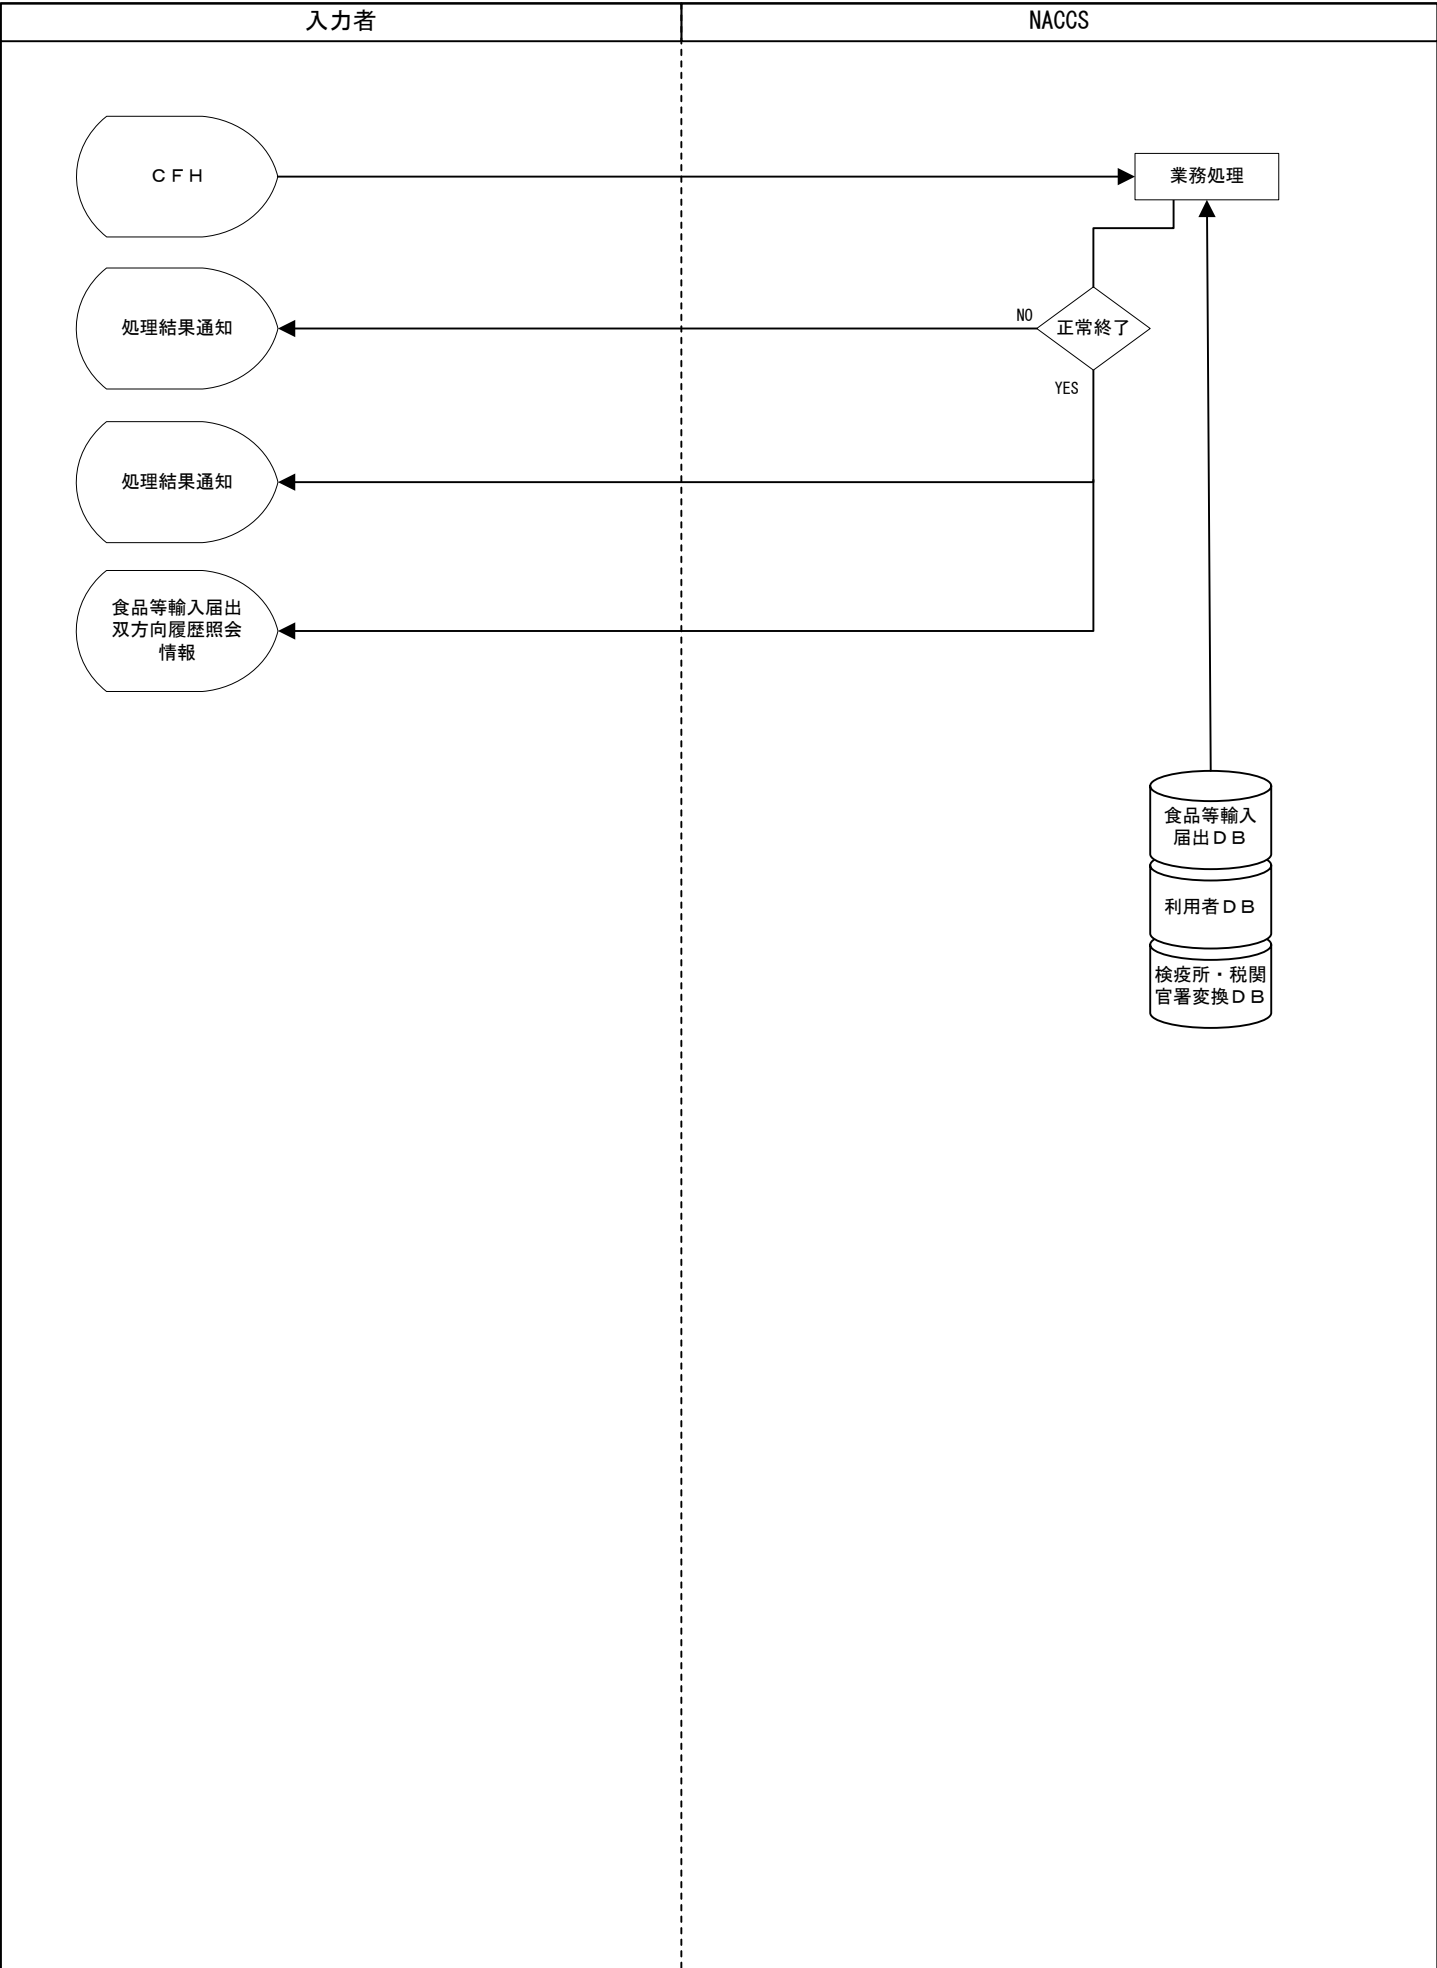 入力者
NACCS
ＣＦＨ
業務処理
処理結果通知
NO
正常終了
YES
処理結果通知
食品等輸入届出
双方向履歴照会
情報
食品等輸入
届出ＤＢ
利用者ＤＢ
検疫所・税関
官署変換ＤＢ